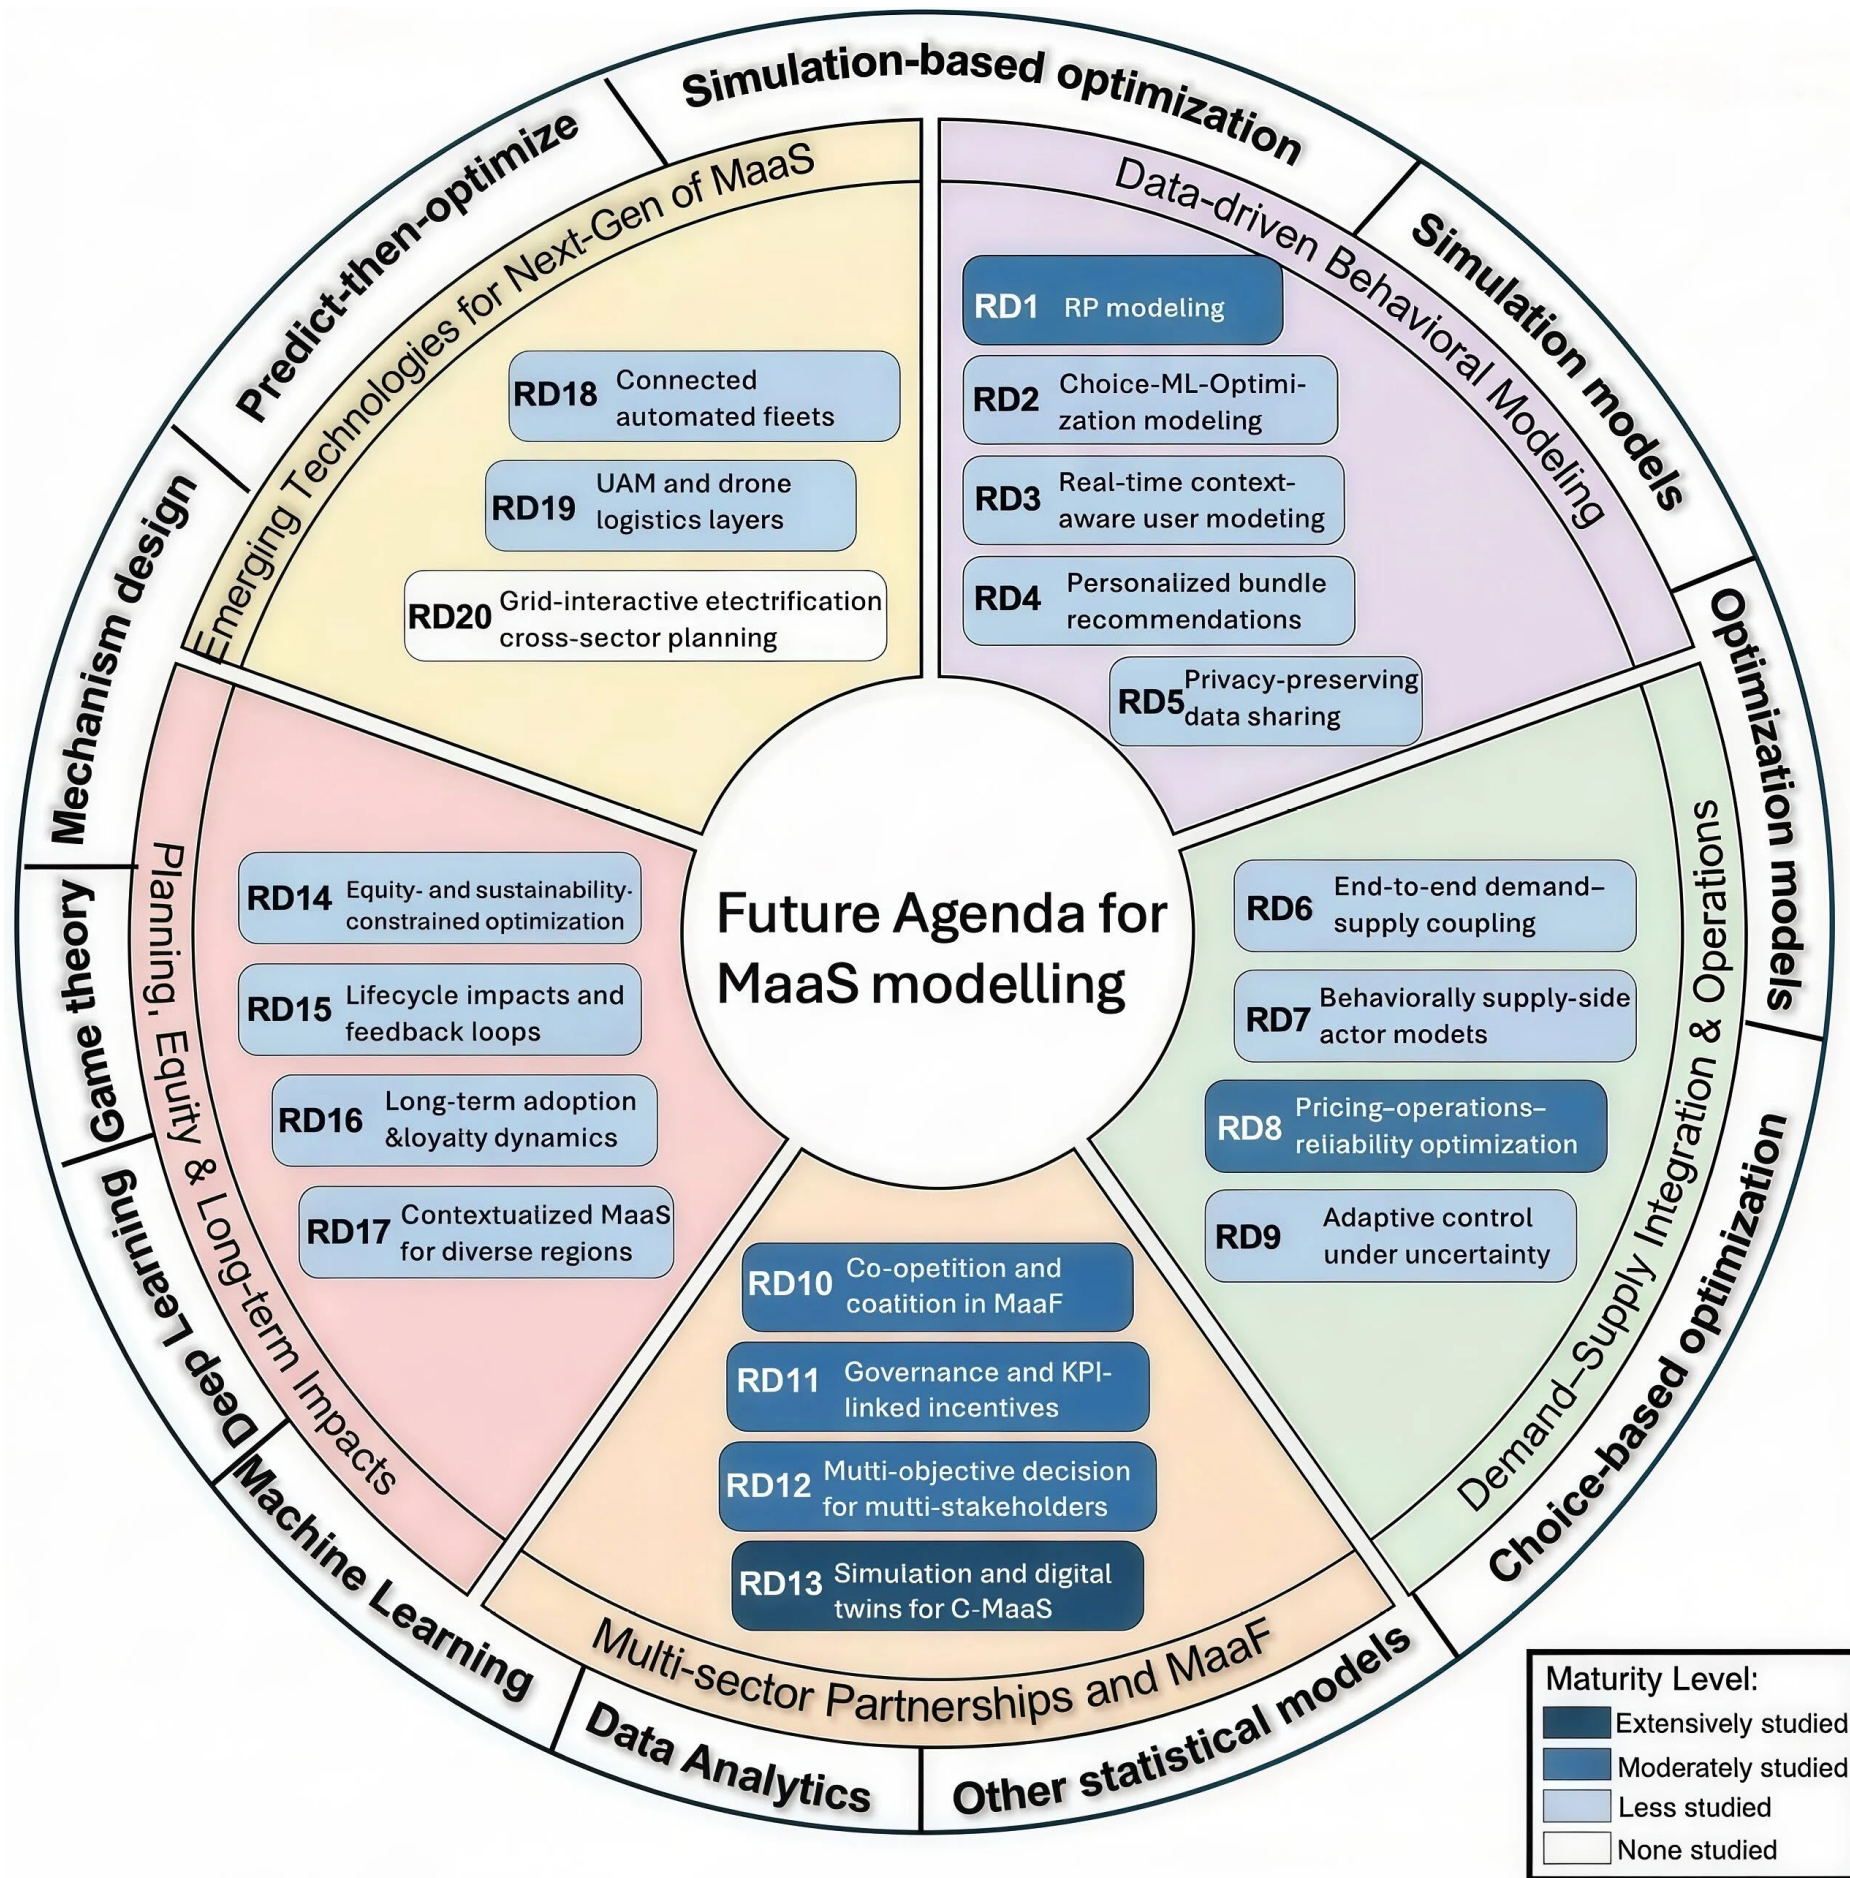 Simulation-based optimization
Simulation models
Optimization models
Choice-based optimization
Other statistical models
Data Analytics
Machine Learning
Deep Learning
Game theory
Mechanism design
Predict-then-optimize
Data-driven Behavioral Modeling
RD1 RP modeling
RD2 Choice-ML-Optimi-
zation modeling
RD3 Real-time context-
aware user modeting
RD4 Personalized bundle
recommendations
RD5 Privacy-preserving
data sharing
Demand–Supply Integration & Operations
RD6 End-to-end demand–
supply coupling
RD7 Behaviorally supply-side
actor models
RD8 Pricing–operations–
reliability optimization
RD9 Adaptive control
under uncertainty
Multi-sector Partnerships and MaaF
RD10 Co-opetition and
coatition in MaaF
RD11 Governance and KPI-
linked incentives
RD12 Mutti-objective decision
for mutti-stakeholders
RD13 Simulation and digital
twins for C-MaaS
Planning, Equity & Long-term Impacts
RD14 Equity- and sustainability-
constrained optimization
RD15 Lifecycle impacts and
feedback loops
RD16 Long-term adoption
&loyalty dynamics
RD17 Contextualized MaaS
for diverse regions
Emerging Technologies for Next-Gen of MaaS
RD18 Connected
automated fleets
RD19 UAM and drone
logistics layers
RD20 Grid-interactive etectrification
cross-sector planning
Future Agenda for
MaaS modelling
Maturity Level:
Extensively studied
Moderately studied
Less studied
None studied